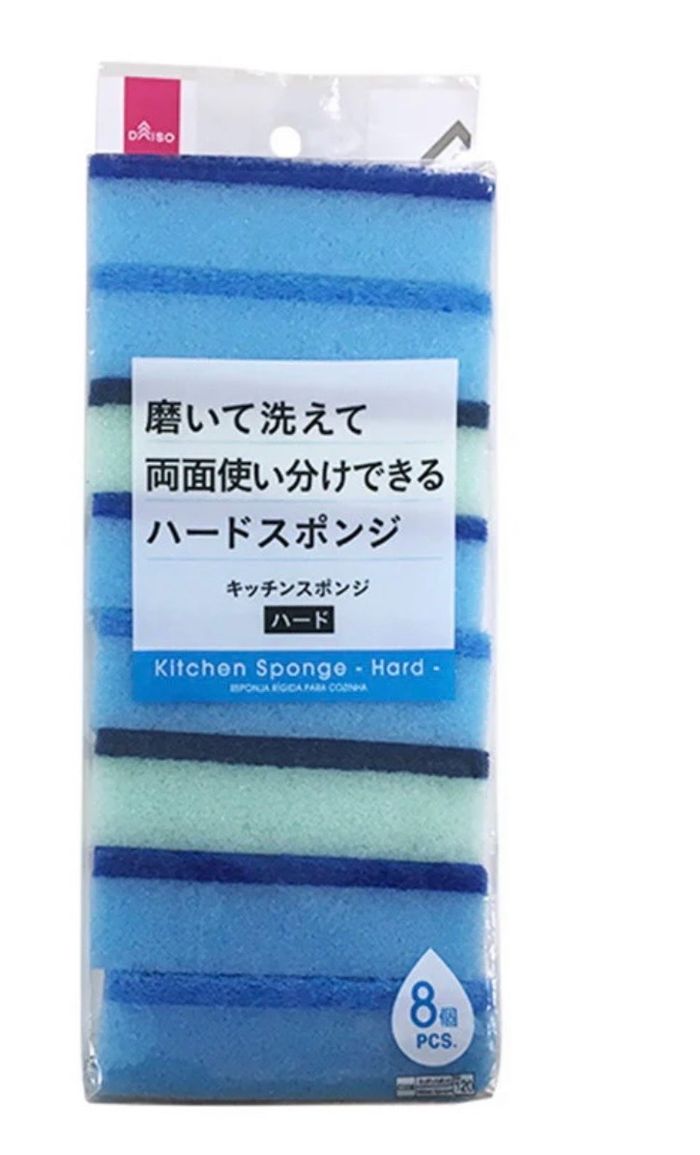 DAISO
磨いて洗えて
両面使い分けできる
ハードスポンジ
キッチンスポンジ
ハード
Kitchen Sponge - Hard -
ESPONJA RÍGIDA PARA COZINHA
8個
PCS.
120